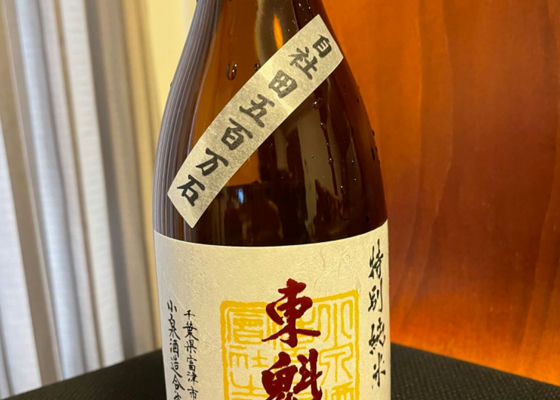 自社田五百万石
特別純米
東魁
千葉県富津市
小泉酒造合